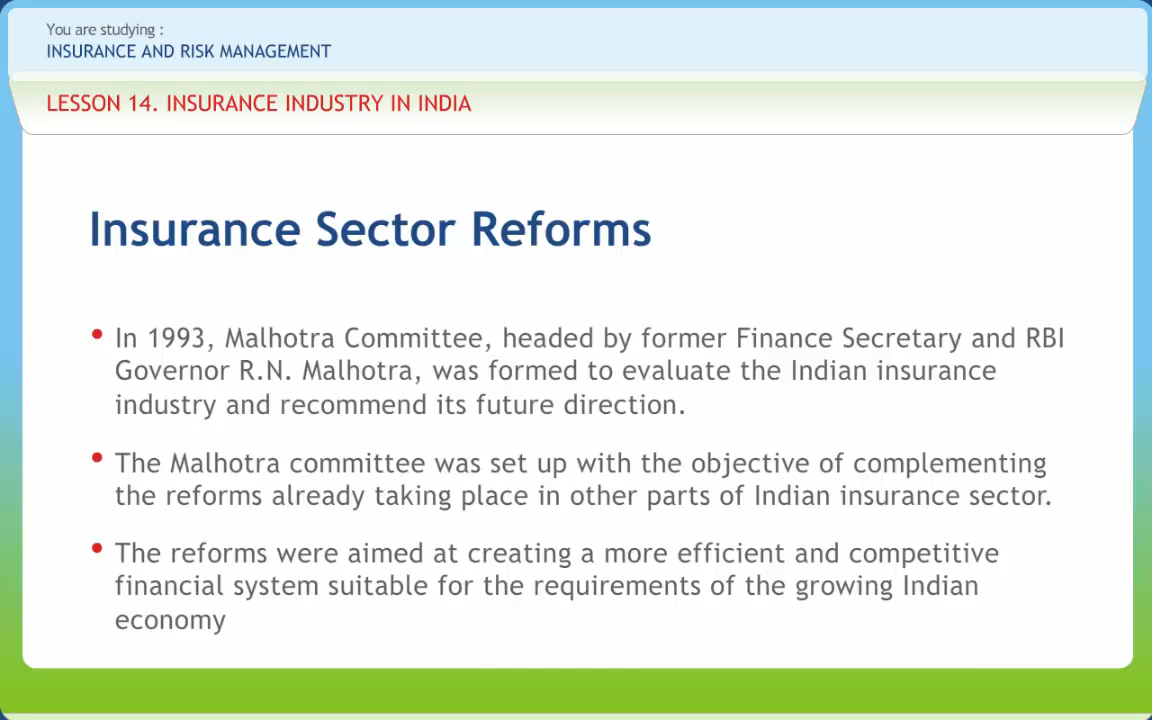 You are studying :
INSURANCE AND RISK MANAGEMENT
LESSON 14. INSURANCE INDUSTRY IN INDIA
Insurance Sector Reforms
• In 1993, Malhotra Committee, headed by former Finance Secretary and RBI
Governor R.N. Malhotra, was formed to evaluate the Indian insurance
industry and recommend its future direction.
• The Malhotra committee was set up with the objective of complementing
the reforms already taking place in other parts of Indian insurance sector.
• The reforms were aimed at creating a more efficient and competitive
financial system suitable for the requirements of the growing Indian
economy